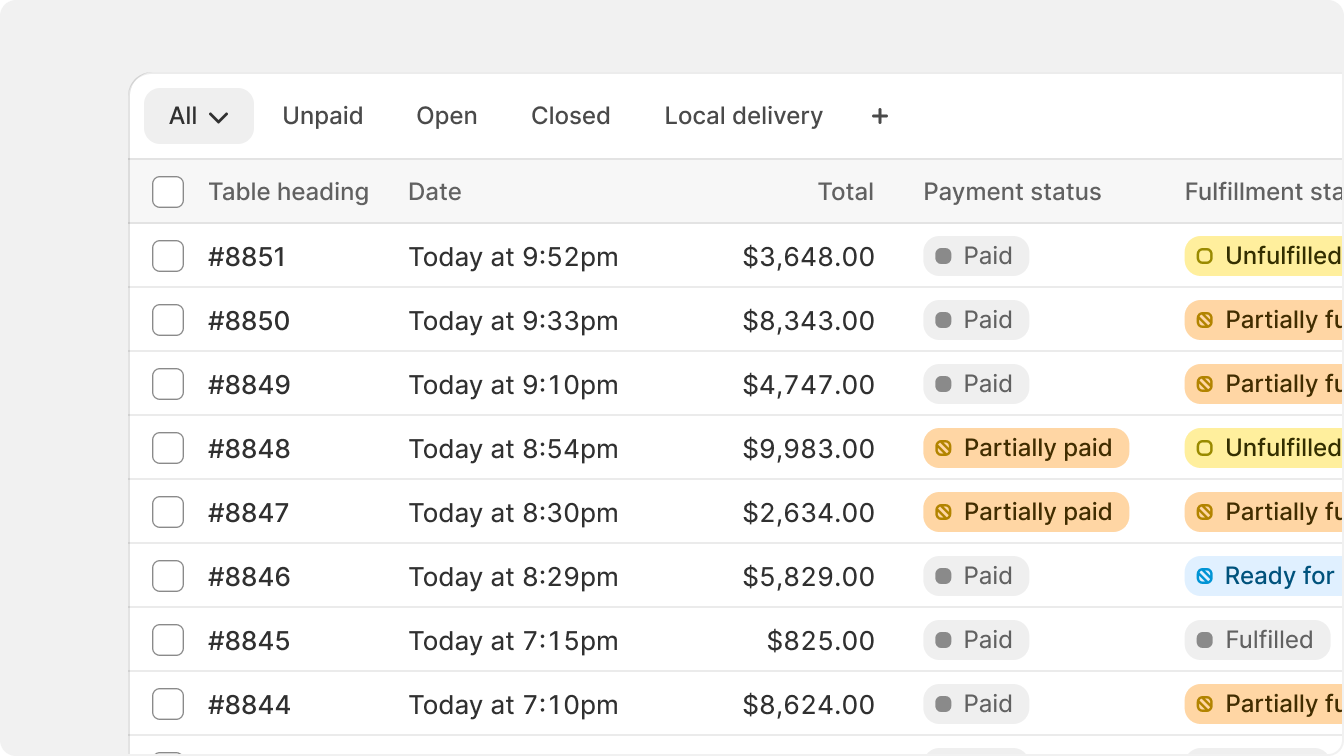 All Unpaid Open Closed Local delivery +
Table heading Date Total Payment status Fulfillment sta
#8851 Today at 9:52pm $3,648.00 Paid Unfulfilled
#8850 Today at 9:33pm $8,343.00 Paid Partially fu
#8849 Today at 9:10pm $4,747.00 Paid Partially fu
#8848 Today at 8:54pm $9,983.00 Partially paid Unfulfilled
#8847 Today at 8:30pm $2,634.00 Partially paid Partially fu
#8846 Today at 8:29pm $5,829.00 Paid Ready for
#8845 Today at 7:15pm $825.00 Paid Fulfilled
#8844 Today at 7:10pm $8,624.00 Paid Partially fu